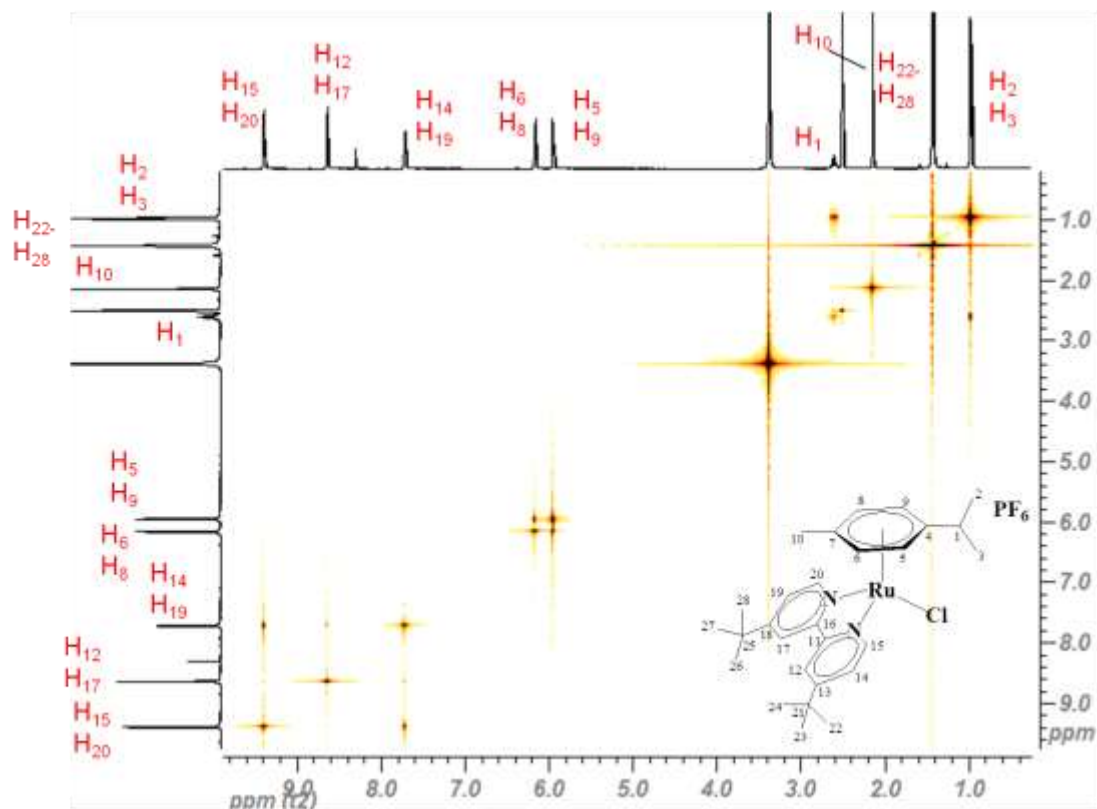 H10
H12
H15
H22-
H6
H2
H14
H5
H17
H28
H20
H8
H3
H19
H9
H1
H2
H3
H22-
H28
H10
H1
H5
H9
H6
H8
H14
H19
H12
H17
H15
H20
1.0
2.0
3.0
4.0
5.0
6.0
7.0
8.0
9.0
ppm
9.0 8.0 7.0 6.0 5.0 4.0 3.0 2.0 1.0
ppm (t2)
8 9 2
PF6
10 7 4 1
6 5 3
20
19 N Ru
28
27 18 16 Cl
25 11 N 15
17
26
12 14
13
24
21 22
23